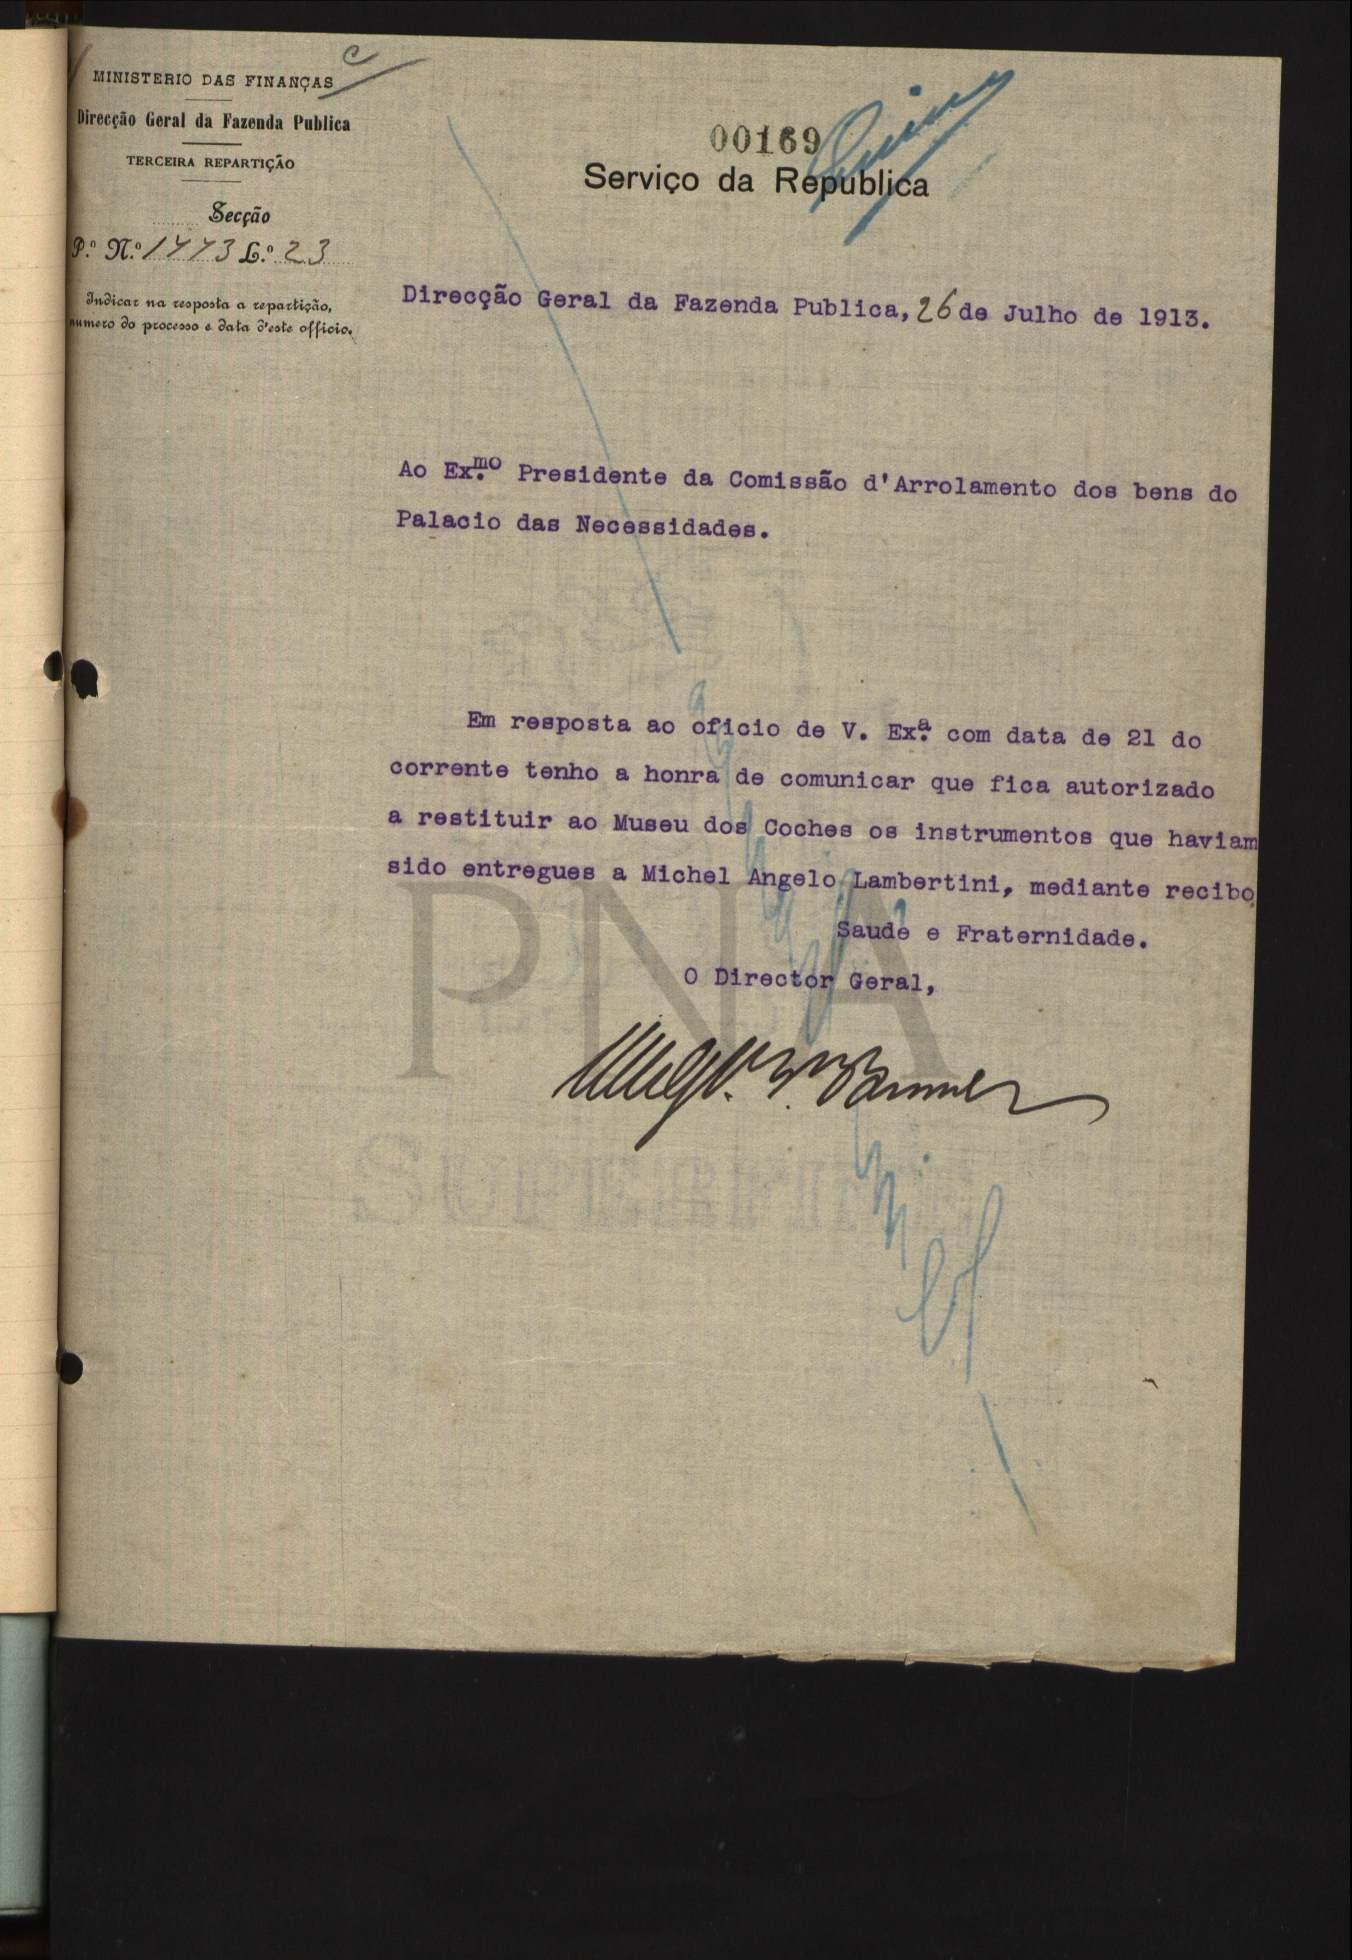 MINISTERIO DAS FINANÇAS
Direcção Geral da Fazenda Publica
TERCEIRA REPARTIÇÃO
Secção
P.º N.º 1773 L.º 23
Indicar na resposta a repartição,
numero do processo e data d'este officio.
00169
Serviço da Republica
Direcção Geral da Fazenda Publica, 26 de Julho de 1913.
Ao Ex.mo Presidente da Comissão d'Arrolamento dos bens do
Palacio das Necessidades.
Em resposta ao oficio de V. Ex.ª com data de 21 do
corrente tenho a honra de comunicar que fica autorizado
a restituir ao Museu dos Coches os instrumentos que haviam
sido entregues a Michel Angelo Lambertini, mediante recibo
Saude e Fraternidade.
O Director Geral,
PNA